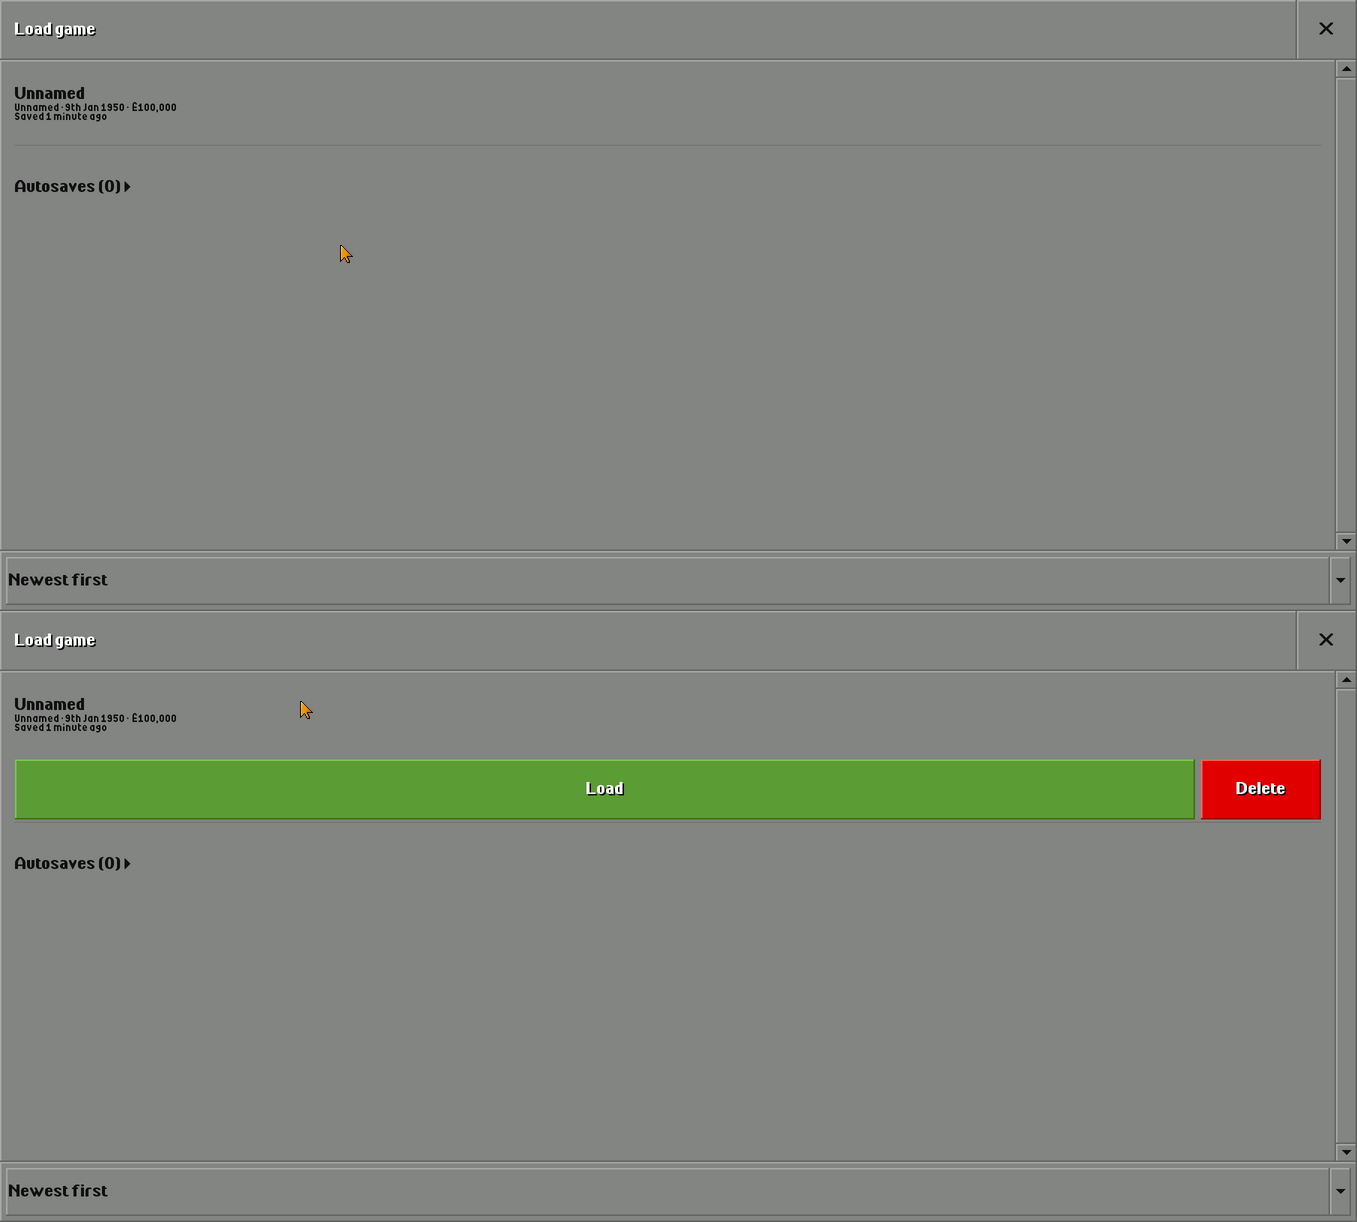 Load game
Unnamed
Unnamed · 9th Jan 1950 · £100,000
Saved 1 minute ago
Autosaves (0)
Newest first
Load game
Unnamed
Unnamed · 9th Jan 1950 · £100,000
Saved 1 minute ago
Load Delete
Autosaves (0)
Newest first